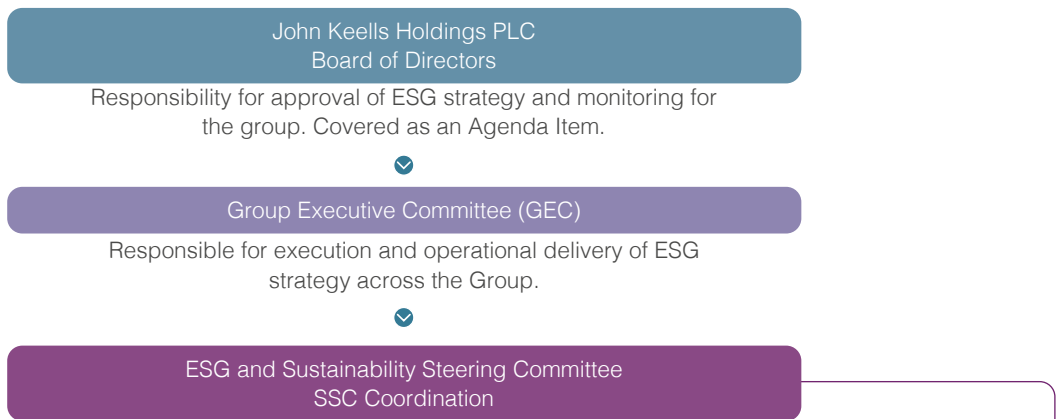 John Keells Holdings PLC
Board of Directors
Responsibility for approval of ESG strategy and monitoring for
the group. Covered as an Agenda Item.
Group Executive Committee (GEC)
Responsible for execution and operational delivery of ESG
strategy across the Group.
ESG and Sustainability Steering Committee
SSC Coordination